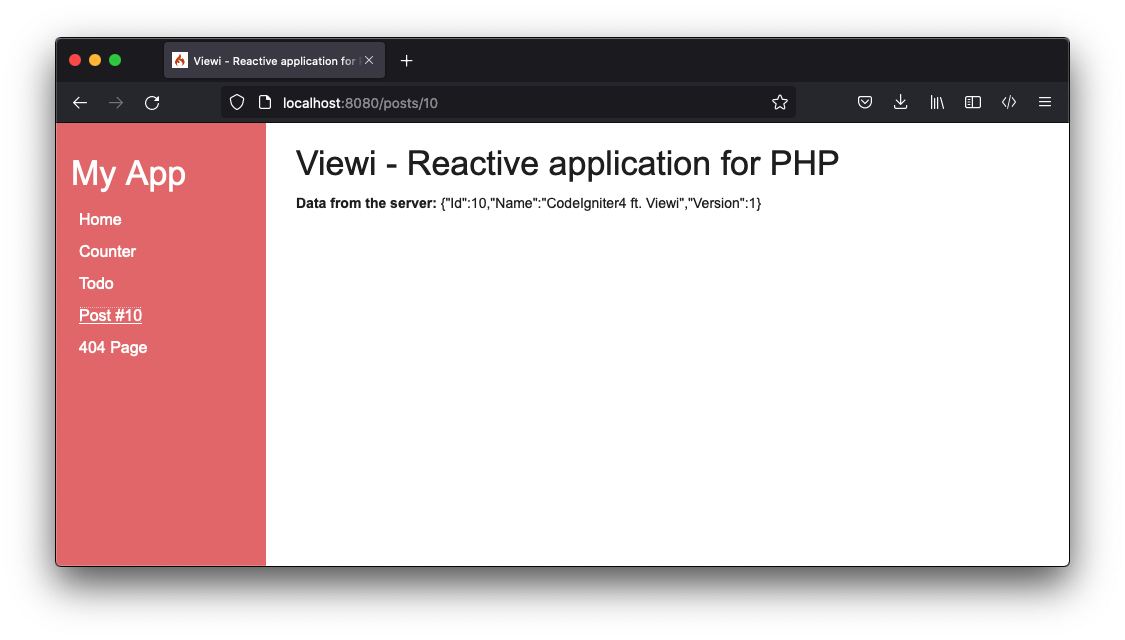 Viewi - Reactive application for
localhost:8080/posts/10
My App
Home
Counter
Todo
Post #10
404 Page
Viewi - Reactive application for PHP
Data from the server: {"Id":10,"Name":"CodeIgniter4 ft. Viewi","Version":1}